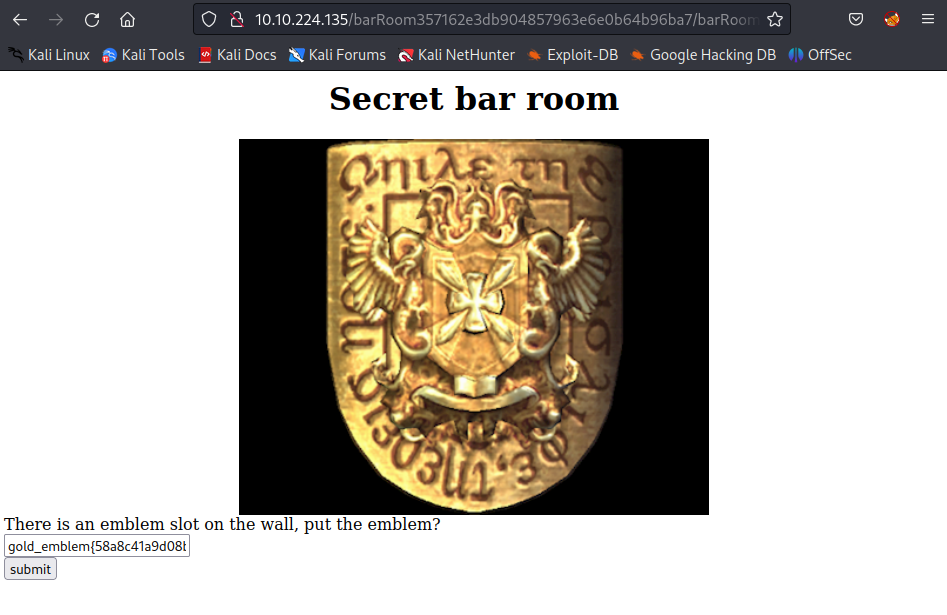 10.10.224.135/barRoom357162e3db904857963e6e0b64b96ba7/barRoom
Kali Linux Kali Tools Kali Docs Kali Forums Kali NetHunter Exploit-DB Google Hacking DB OffSec
Secret bar room
There is an emblem slot on the wall, put the emblem?
gold_emblem{58a8c41a9d08b
submit